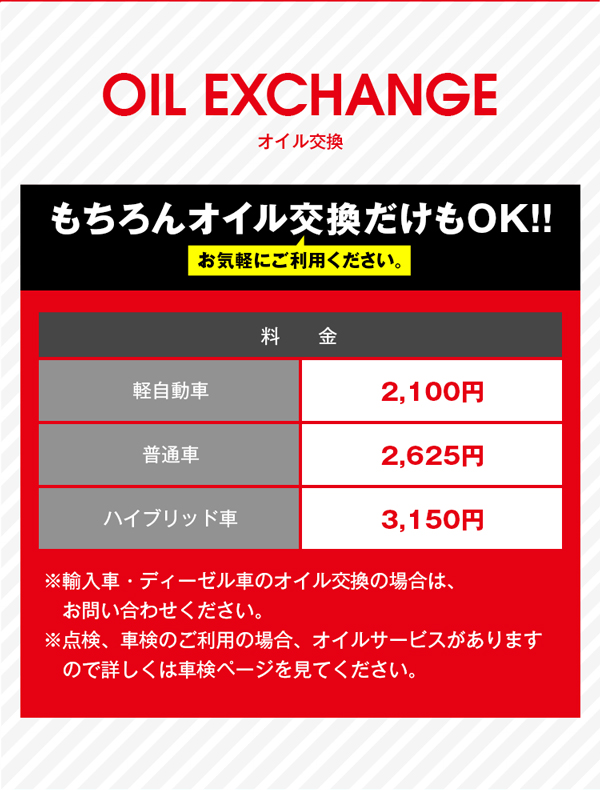 OIL EXCHANGE
オイル交換
もちろんオイル交換だけもOK!!
お気軽にご利用ください。
料　金
軽自動車 2,100円
普通車 2,625円
ハイブリッド車 3,150円
※輸入車・ディーゼル車のオイル交換の場合は、
お問い合わせください。
※点検、車検のご利用の場合、オイルサービスがあります
ので詳しくは車検ページを見てください。